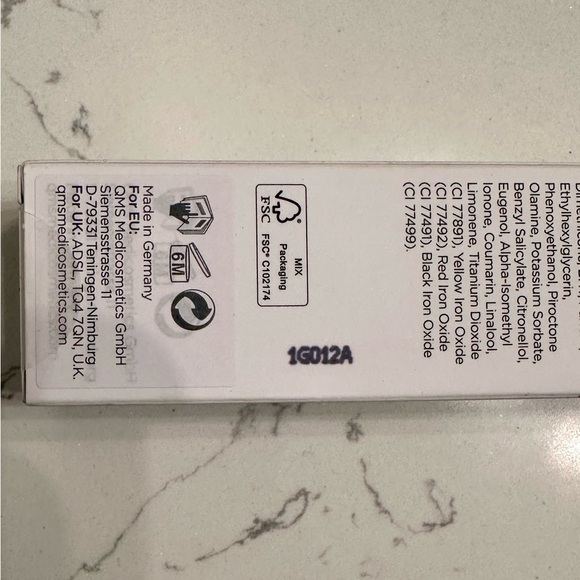 Ethylhexylglycerin,
Phenoxyethanol, Piroctone
Olamine, Potassium Sorbate,
Benzyl Salicylate, Citronellol,
Eugenol, Alpha-Isomethyl
Ionone, Coumarin, Linalool,
Limonene, Titanium Dioxide
(CI 77891), Yellow Iron Oxide
(CI 77492), Red Iron Oxide
(CI 77491), Black Iron Oxide
(CI 77499).
MIX
Packaging
FSC
FSC® C102174
1G012A
6M
Made in Germany
For EU:
QMS Medicosmetics GmbH
Siemensstrasse 11
D-79331 Teningen-Nimburg
For UK: ADSL, TQ4 7QN, U.K.
qmsmedicosmetics.com